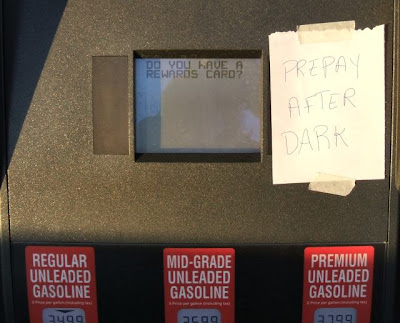 DO YOU HAVE A
REWARDS CARD?
PREPAY
AFTER
DARK
REGULAR
UNLEADED
GASOLINE
MID-GRADE
UNLEADED
GASOLINE
PREMIUM
UNLEADED
GASOLINE